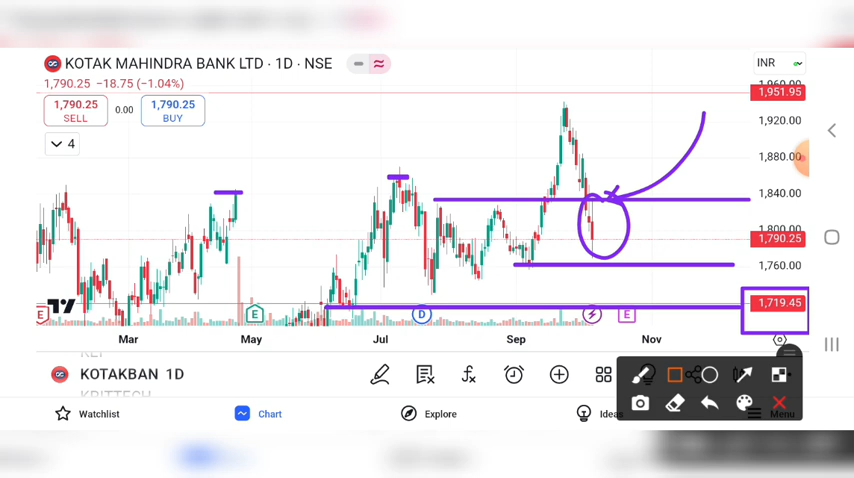 KOTAK MAHINDRA BANK LTD · 1D · NSE
INR
1,790.25 −18.75 (−1.04%)
1,960.00
1,951.95
1,790.25
SELL
0.00
1,790.25
BUY
1,920.00
4
1,880.00
1,840.00
1,800.00
1,790.25
1,760.00
1,719.45
E
E
D
E
Mar
May
Jul
Sep
Nov
KOTAKBAN 1D
Watchlist
Chart
Explore
Ideas
Menu